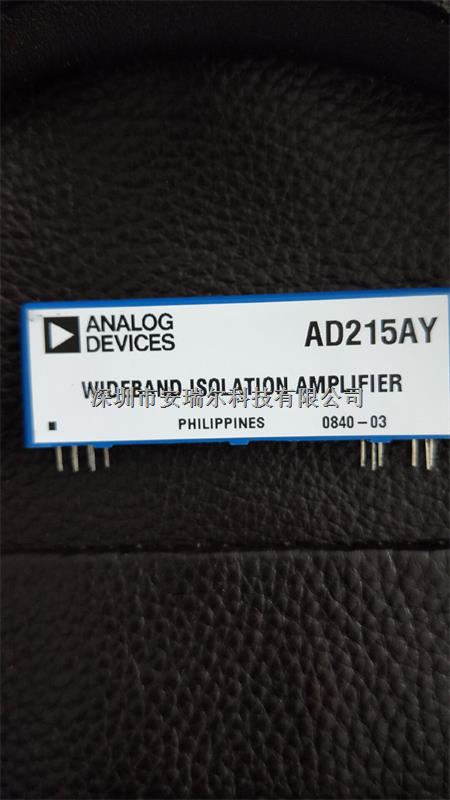 ANALOG
DEVICES
AD215AY
WIDEBAND ISOLATION AMPLIFIER
深圳市安瑞尔科技有限公司
PHILIPPINES 0840-03